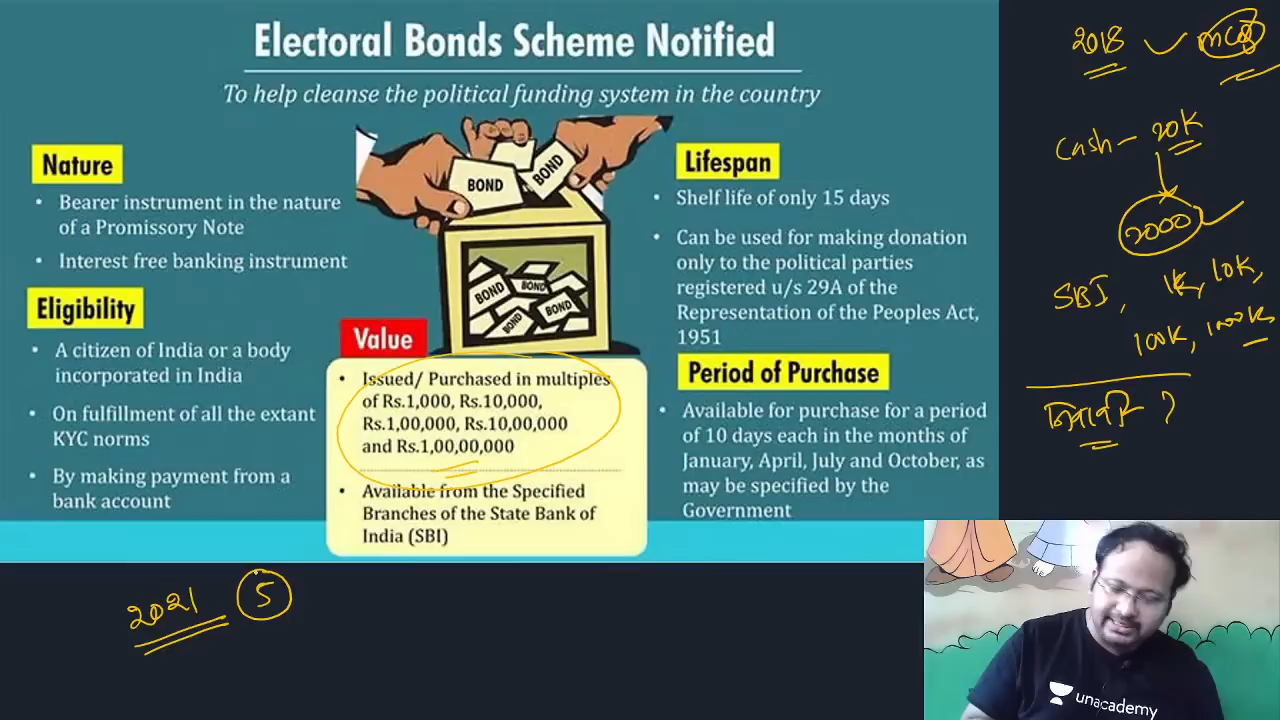 Electoral Bonds Scheme Notified
To help cleanse the political funding system in the country
Nature
• Bearer instrument in the nature
of a Promissory Note
• Interest free banking instrument
Eligibility
• A citizen of India or a body
incorporated in India
• On fulfillment of all the extant
KYC norms
• By making payment from a
bank account
BOND
BOND
BOND
BOND
BOND
BOND
BOND
Value
• Issued/ Purchased in multiples
of Rs.1,000, Rs.10,000,
Rs.1,00,000, Rs.10,00,000
and Rs.1,00,00,000
• Available from the Specified
Branches of the State Bank of
India (SBI)
Lifespan
• Shelf life of only 15 days
• Can be used for making donation
only to the political parties
registered u/s 29A of the
Representation of the Peoples Act,
1951
Period of Purchase
• Available for purchase for a period
of 10 days each in the months of
January, April, July and October, as
may be specified by the
Government
2018 mcq
Cash - 20K
2000
SBI, 1K, 10K,
100K, 1000K
?
2021 5
unacademy